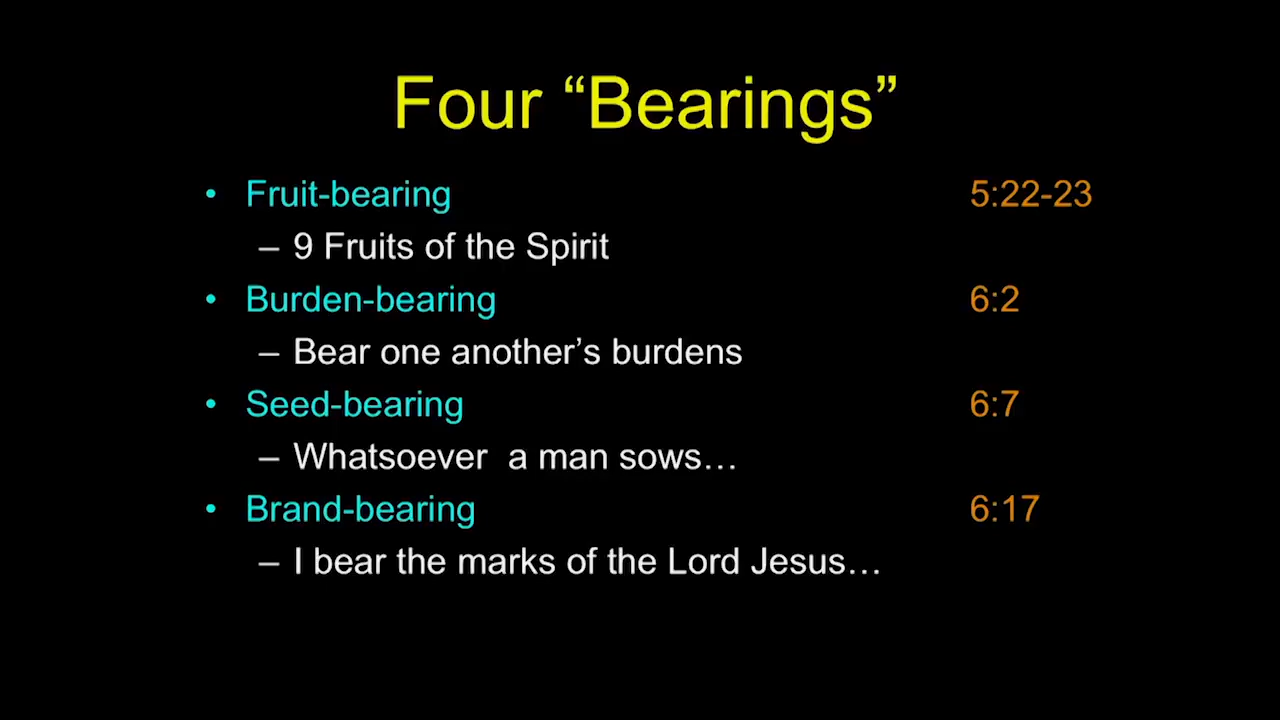 Four “Bearings”
• Fruit-bearing 5:22-23
– 9 Fruits of the Spirit
• Burden-bearing 6:2
– Bear one another’s burdens
• Seed-bearing 6:7
– Whatsoever  a man sows…
• Brand-bearing 6:17
– I bear the marks of the Lord Jesus…